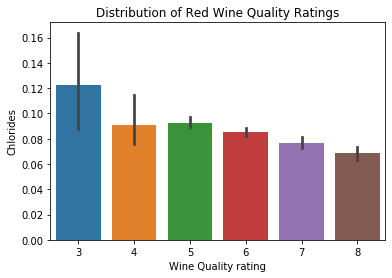 Distribution of Red Wine Quality Ratings
0.16
0.14
0.12
0.10
0.08
0.06
0.04
0.02
0.00
Chlorides
3 4 5 6 7 8
Wine Quality rating